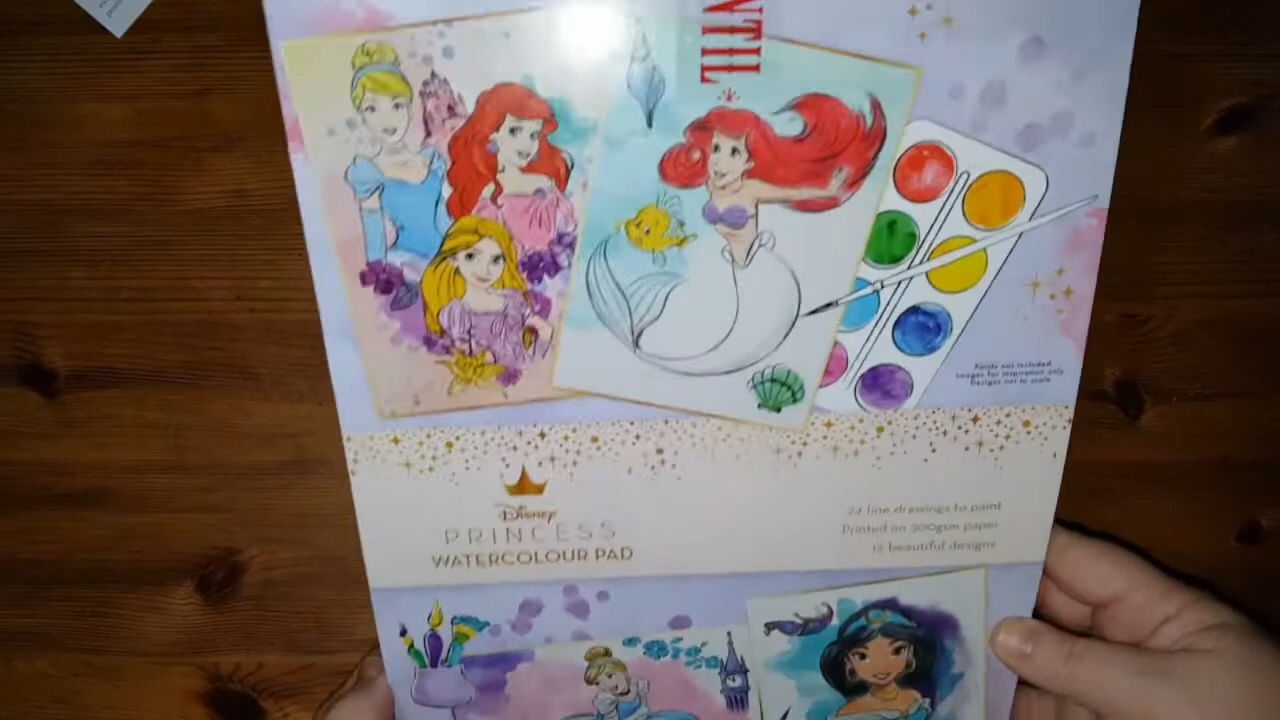 NTIL
Paints not included
Images for inspiration only
Designs not to scale
Disney
PRINCESS
WATERCOLOUR PAD
24 line drawings to paint
Printed on 300gsm paper
12 beautiful designs